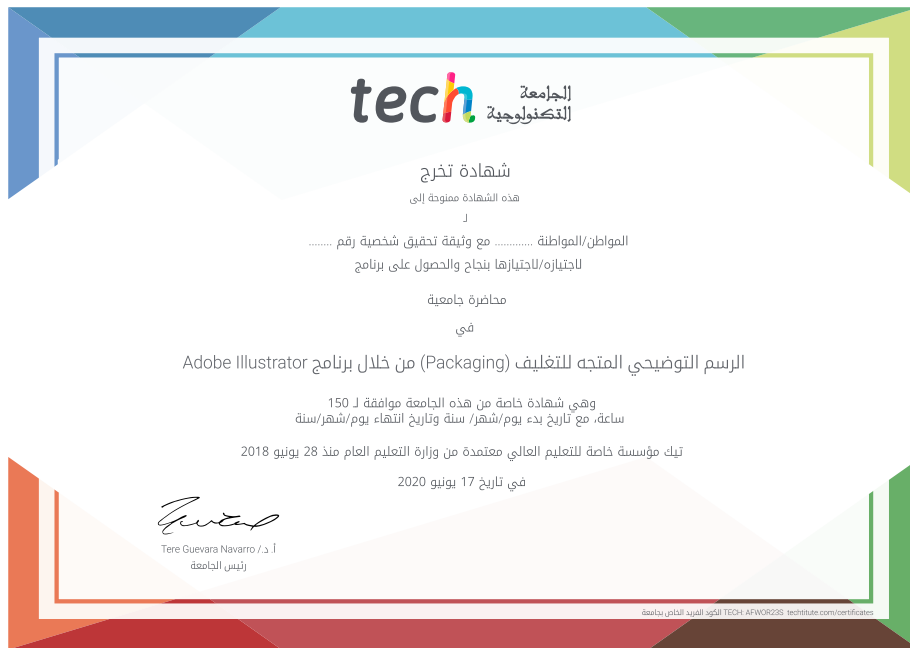 tech الجامعة
التكنولوجية
شهادة تخرج
هذه الشهادة ممنوحة إلى
لـ
المواطن/المواطنة ............ مع وثيقة تحقيق شخصية رقم ........
لاجتيازه/لاجتيازها بنجاح والحصول على برنامج
محاضرة جامعية
في
الرسم التوضيحي المتجه للتغليف (Packaging) من خلال برنامج Adobe Illustrator
وهي شهادة خاصة من هذه الجامعة موافقة لـ 150
ساعة، مع تاريخ بدء يوم/شهر/ سنة وتاريخ انتهاء يوم/شهر/سنة
تيك مؤسسة خاصة للتعليم العالي معتمدة من وزارة التعليم العام منذ 28 يونيو 2018
في تاريخ 17 يونيو 2020
أ. د./ Tere Guevara Navarro
رئيس الجامعة
الكود الفريد الخاص بجامعة TECH: AFWOR23S techtitute.com/certificates